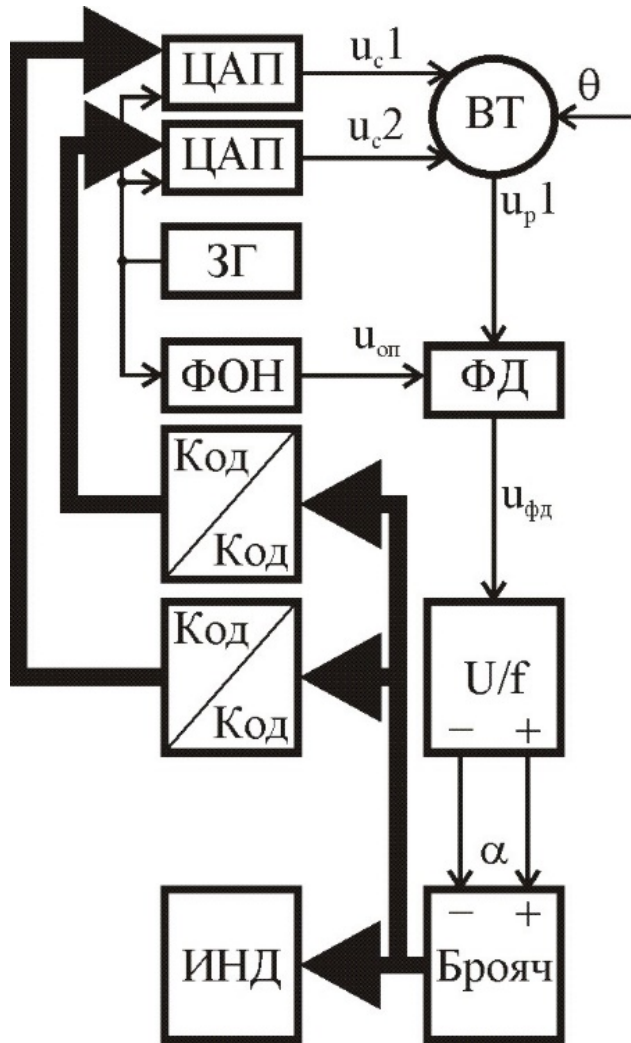 ЦАП
u_c1
ВТ
θ
ЦАП
u_c2
u_p1
ЗГ
ФОН
u_оп
ФД
Код
Код
u_фд
Код
Код
U/f
− +
α
− +
ИНД
Брояч